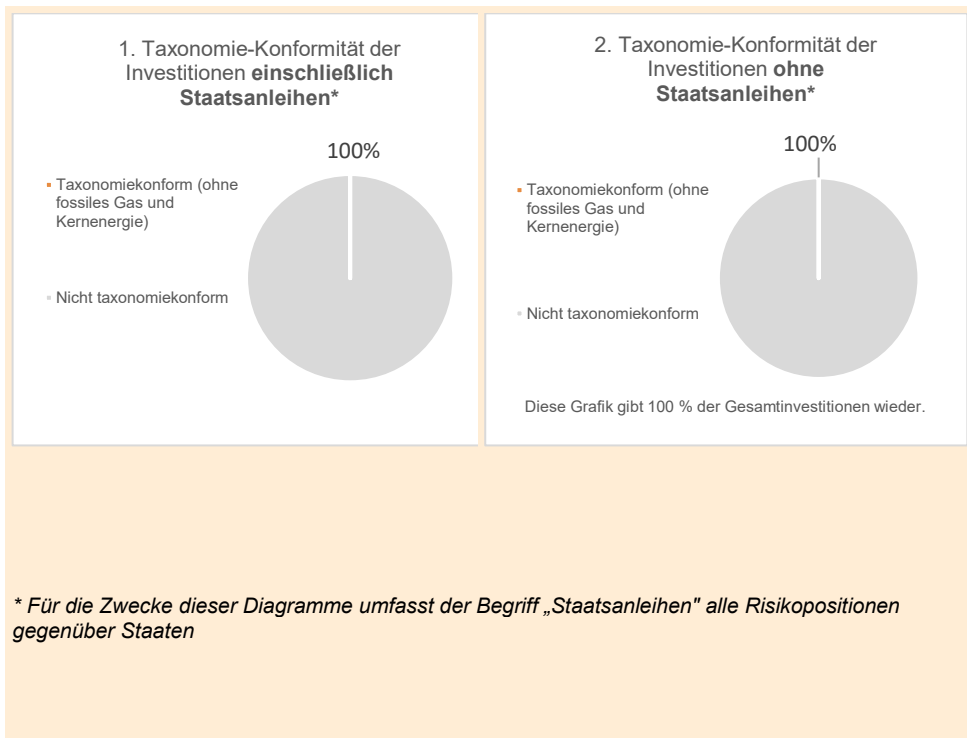 1. Taxonomie-Konformität der
Investitionen einschließlich
Staatsanleihen*
100%
Taxonomiekonform (ohne
fossiles Gas und
Kernenergie)
Nicht taxonomiekonform
2. Taxonomie-Konformität der
Investitionen ohne
Staatsanleihen*
100%
Taxonomiekonform (ohne
fossiles Gas und
Kernenergie)
Nicht taxonomiekonform
Diese Grafik gibt 100 % der Gesamtinvestitionen wieder.
* Für die Zwecke dieser Diagramme umfasst der Begriff „Staatsanleihen" alle Risikopositionen
gegenüber Staaten